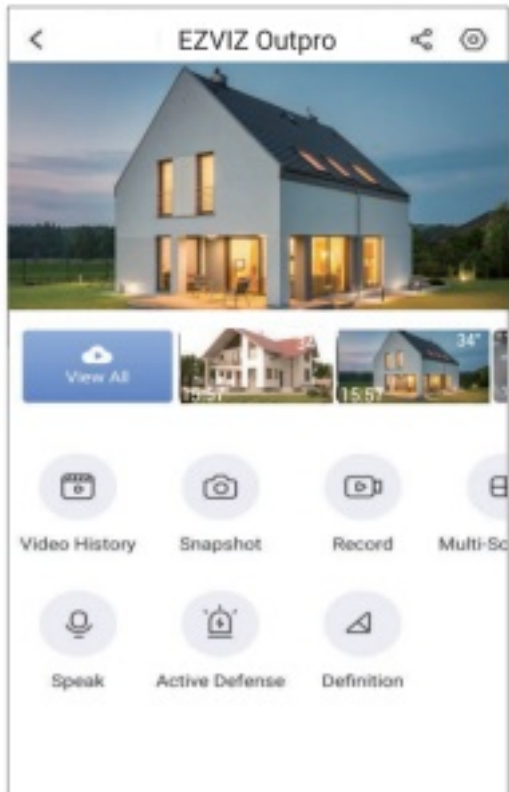 EZVIZ Outpro
View All
15:57
34"
15:57
Video History
Snapshot
Record
Multi-Sc
Speak
Active Defense
Definition